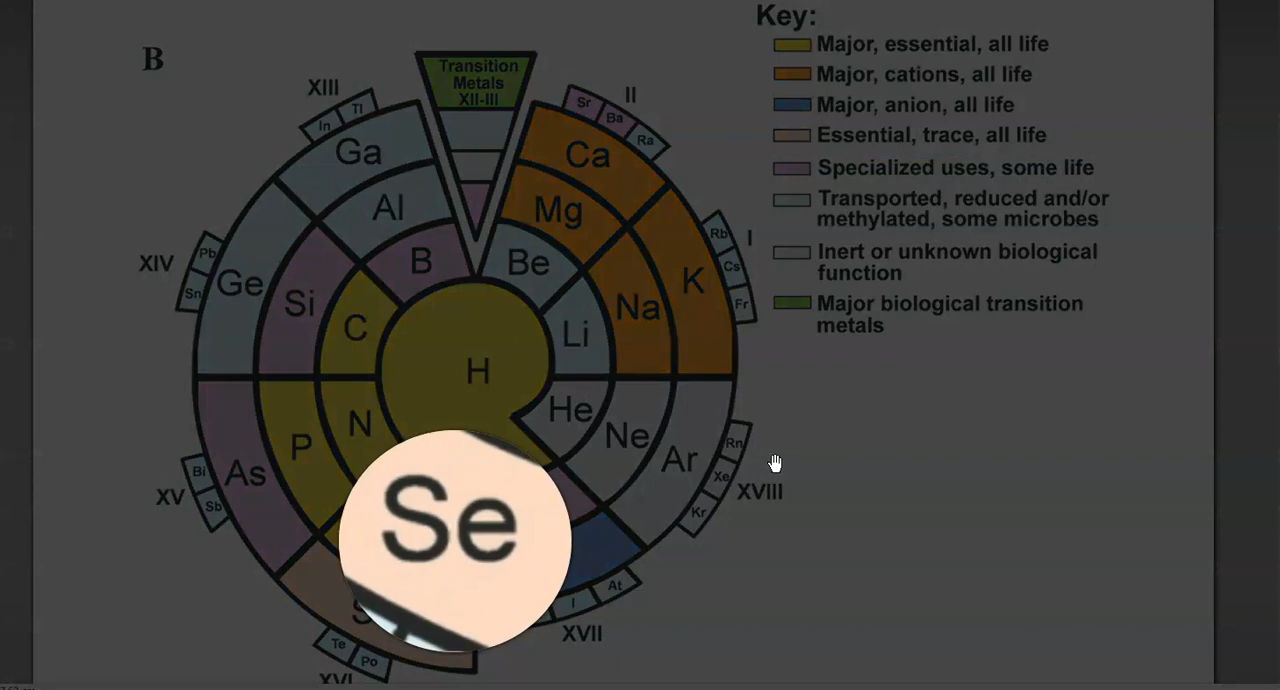 B
Key:
Major, essential, all life
Major, cations, all life
Major, anion, all life
Essential, trace, all life
Specialized uses, some life
Transported, reduced and/or
methylated, some microbes
Inert or unknown biological
function
Major biological transition
metals
Transition
Metals
XII-III
XIII
In
Tl
II
Sr
Ba
Ra
Ga
Ca
Al
Mg
B
Be
XIV
Pb
Sn
Ge
Si
C
H
Li
Na
K
Rb
Cs
Fr
I
As
P
N
He
Ne
Ar
Rn
Xe
Kr
XVIII
XV
Bi
Sb
Se
Te
Po
XVI
I
At
XVII